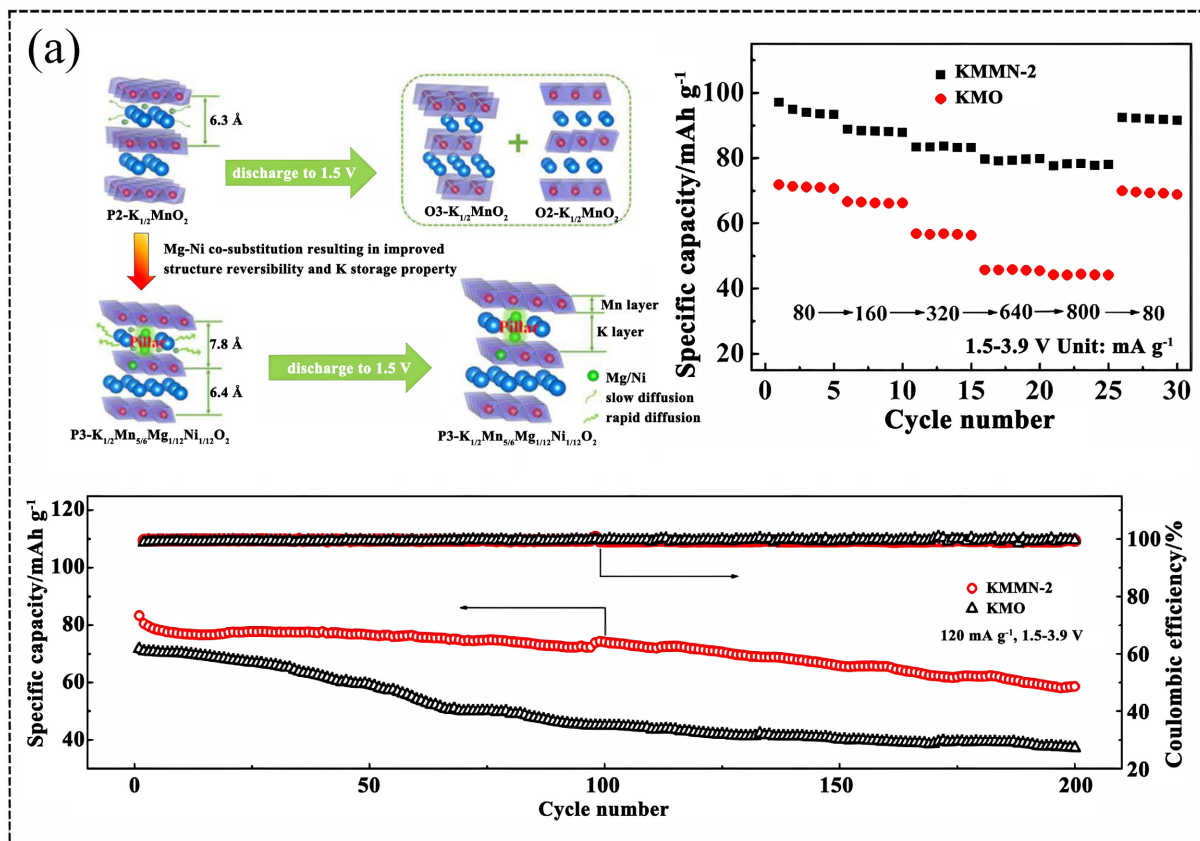 (a)
6.3 Å
discharge to 1.5 V
+
P2-K1/2MnO2
O3-K1/2MnO2
O2-K1/2MnO2
Mg-Ni co-substitution resulting in improved
structure reversibility and K storage property
Pillar
7.8 Å
6.4 Å
discharge to 1.5 V
Pillar
Mn layer
K layer
Mg/Ni
slow diffusion
rapid diffusion
P3-K1/2Mn5/6Mg1/12Ni1/12O2
P3-K1/2Mn5/6Mg1/12Ni1/12O2
Specific capacity/mAh g-1
100
80
60
40
20
KMMN-2
KMO
80 → 160 → 320 → 640 → 800 → 80
1.5-3.9 V Unit: mA g-1
0 5 10 15 20 25 30
Cycle number
Specific capacity/mAh g-1
120
110
100
80
60
40
KMMN-2
KMO
120 mA g-1, 1.5-3.9 V
100
80
60
40
20
Coulombic efficiency/%
0 50 100 150 200
Cycle number